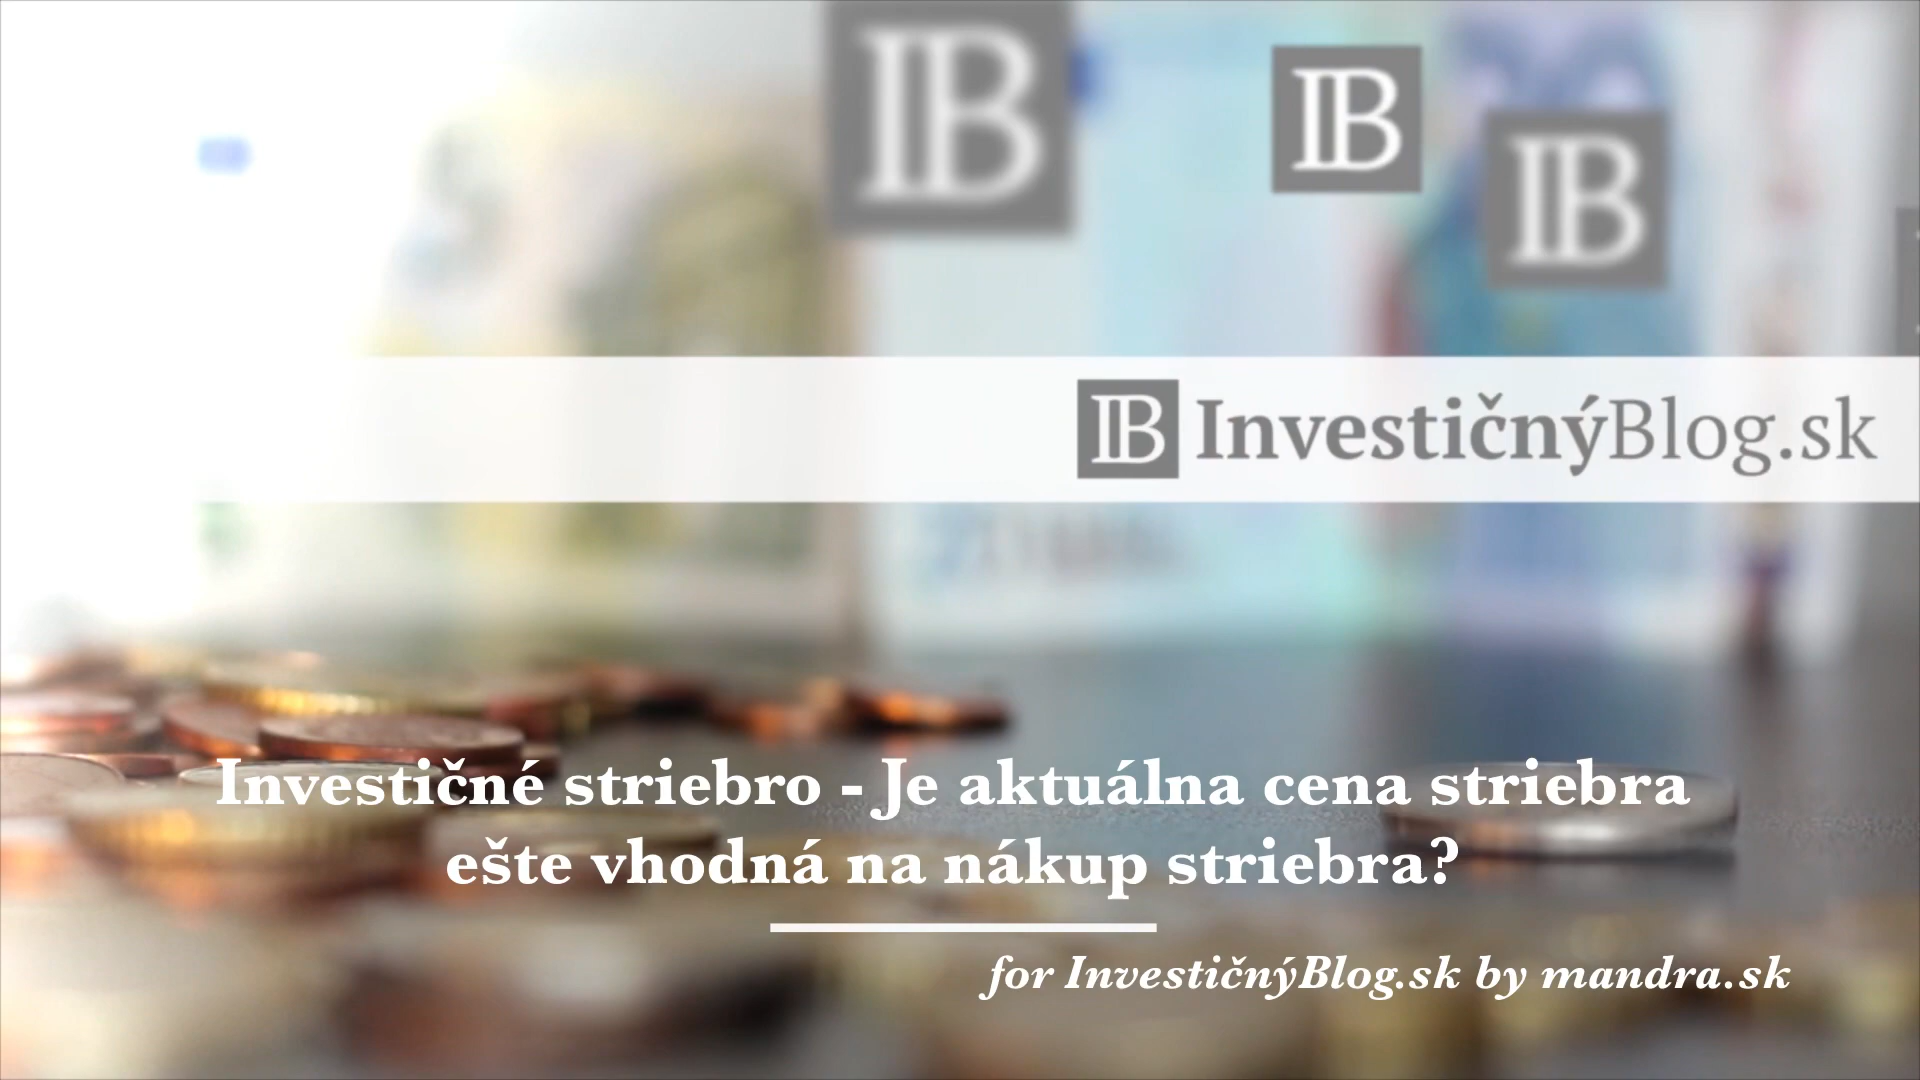 IB
IB
IB
IB InvestičnýBlog.sk
Investičné striebro - Je aktuálna cena striebra
ešte vhodná na nákup striebra?
for InvestičnýBlog.sk by mandra.sk